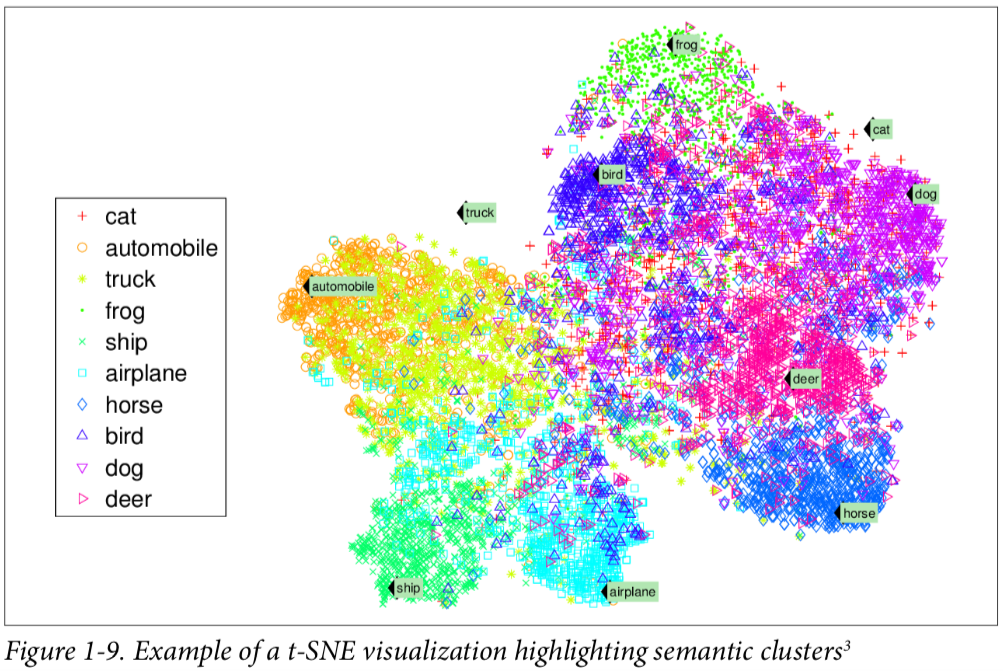 frog
cat
bird
dog
truck
cat
automobile
truck
frog
ship
airplane
horse
bird
dog
deer
automobile
deer
horse
ship
airplane
Figure 1-9. Example of a t-SNE visualization highlighting semantic clusters³